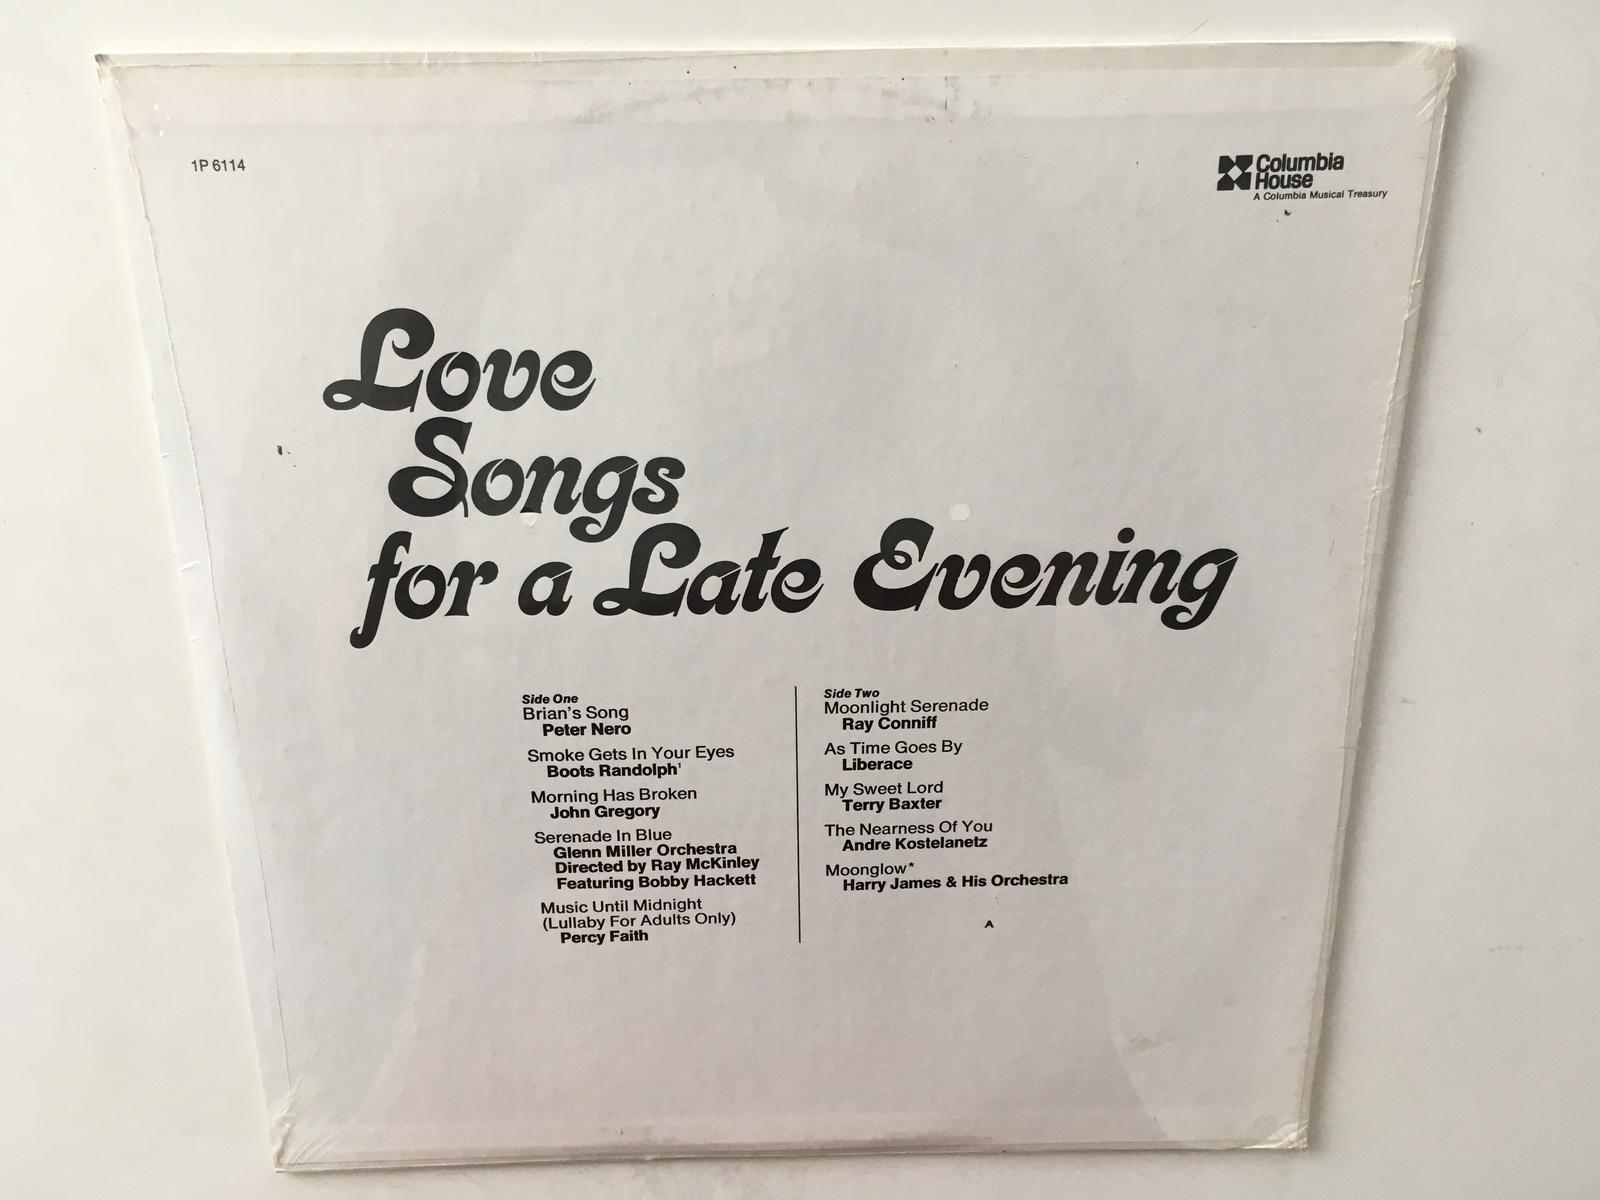 1P 6114
Columbia
House
A Columbia Musical Treasury
Love
Songs
for a Late Evening
Side One
Brian's Song
Peter Nero
Smoke Gets In Your Eyes
Boots Randolph¹
Morning Has Broken
John Gregory
Serenade In Blue
Glenn Miller Orchestra
Directed by Ray McKinley
Featuring Bobby Hackett
Music Until Midnight
(Lullaby For Adults Only)
Percy Faith
Side Two
Moonlight Serenade
Ray Conniff
As Time Goes By
Liberace
My Sweet Lord
Terry Baxter
The Nearness Of You
Andre Kostelanetz
Moonglow*
Harry James & His Orchestra
A